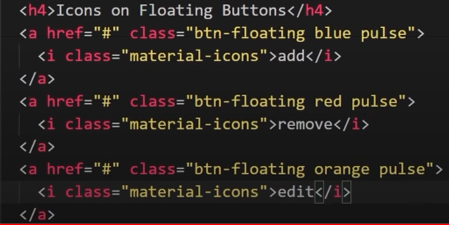 <h4>Icons on Floating Buttons</h4>
<a href="#" class="btn-floating blue pulse">
<i class="material-icons">add</i>
</a>
<a href="#" class="btn-floating red pulse">
<i class="material-icons">remove</i>
</a>
<a href="#" class="btn-floating orange pulse">
<i class="material-icons">edit</i>
</a>